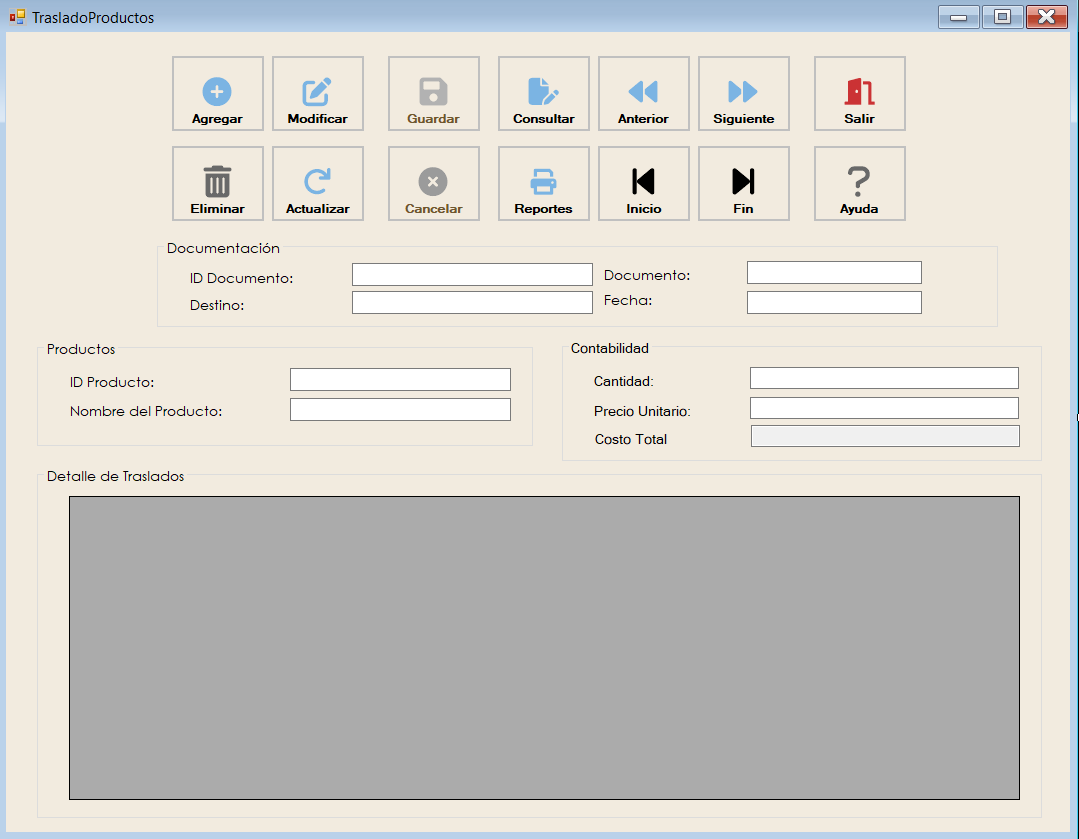 TrasladoProductos
Agregar
Modificar
Guardar
Consultar
Anterior
Siguiente
Salir
Eliminar
Actualizar
Cancelar
Reportes
Inicio
Fin
Ayuda
Documentación
ID Documento:
Documento:
Destino:
Fecha:
Productos
ID Producto:
Nombre del Producto:
Contabilidad
Cantidad:
Precio Unitario:
Costo Total
Detalle de Traslados